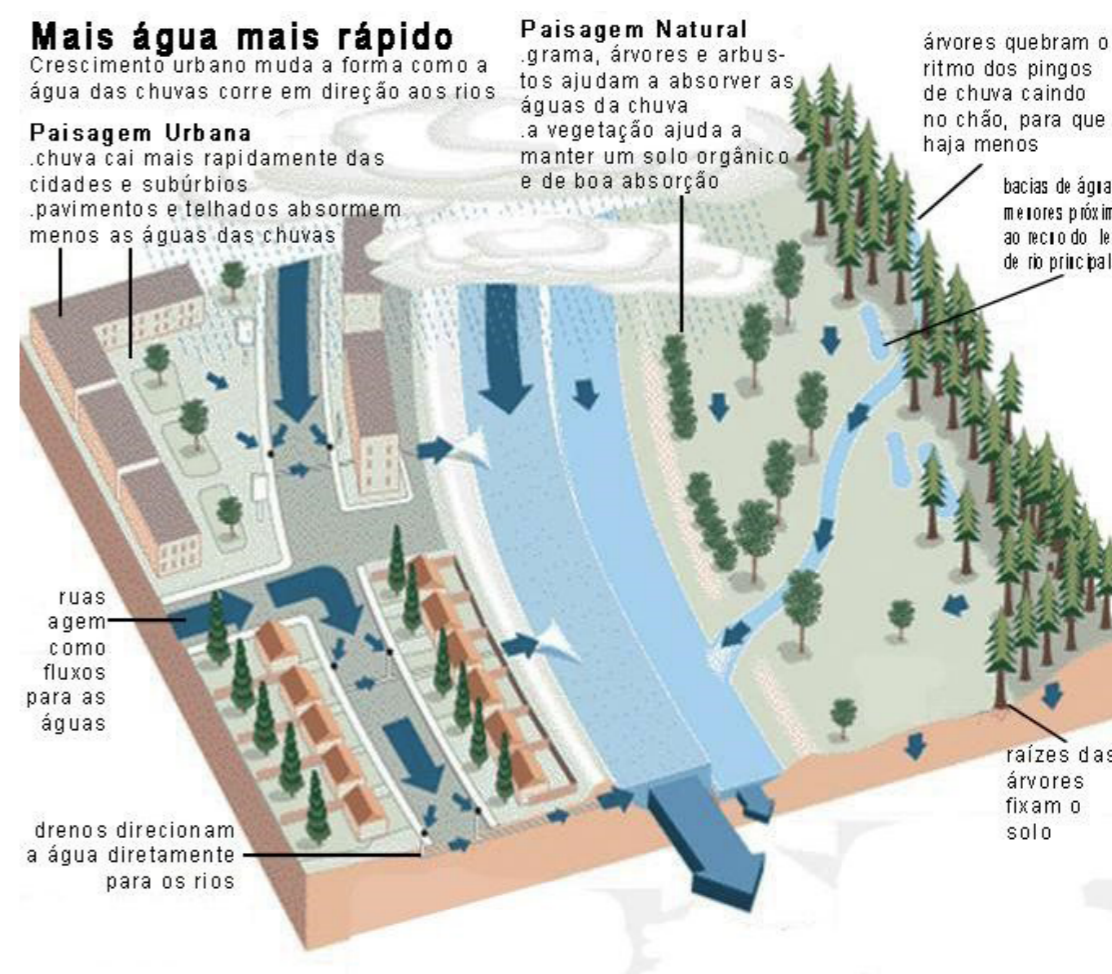 Mais água mais rápido
Crescimento urbano muda a forma como a
água das chuvas corre em direção aos rios
Paisagem Urbana
.chuva cai mais rapidamente das
cidades e subúrbios
.pavimentos e telhados absormem
menos as águas das chuvas
Paisagem Natural
.grama, árvores e arbus-
tos ajudam a absorver as
águas da chuva
.a vegetação ajuda a
manter um solo orgânico
e de boa absorção
árvores quebram o
ritmo dos pingos
de chuva caindo
no chão, para que
haja menos
bacias de água
menores
ao do
de rio principal
ruas
agem
como
fluxos
para as
águas
drenos direcionam
a água diretamente
para os rios
raízes das
árvores
fixam o
solo